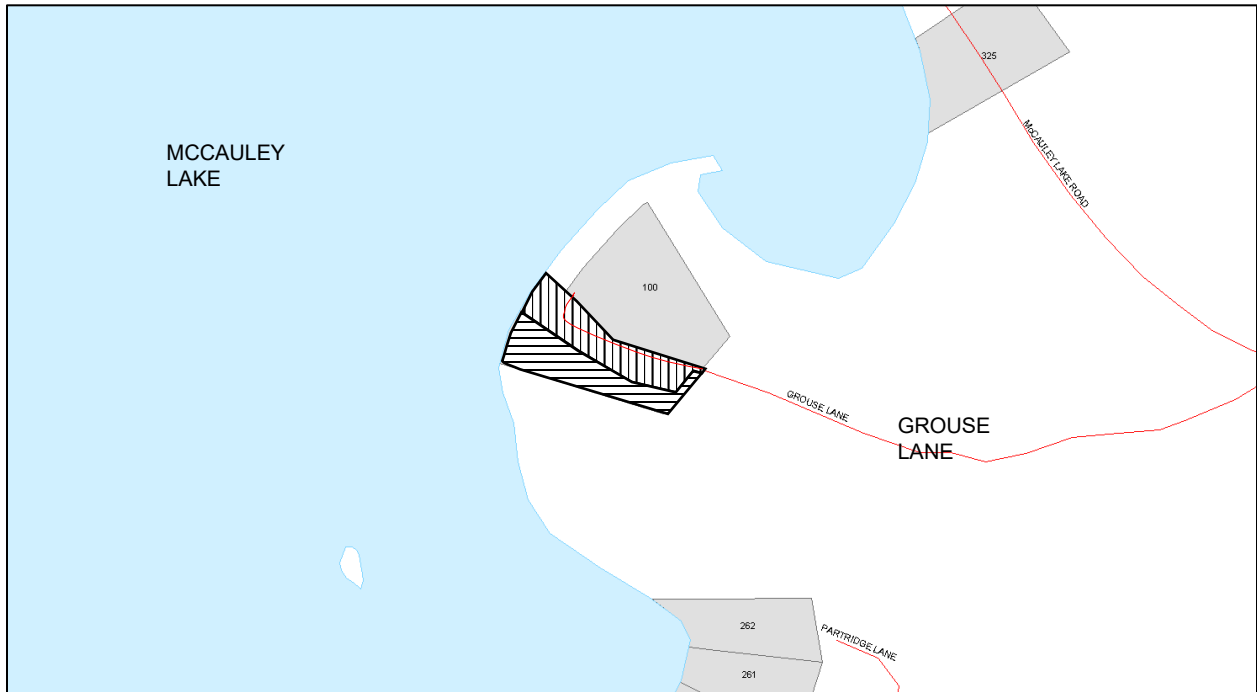 325
McCAULEY LAKE ROAD
MCCAULEY
LAKE
100
GROUSE LANE
GROUSE
LANE
262
PARTRIDGE LANE
261